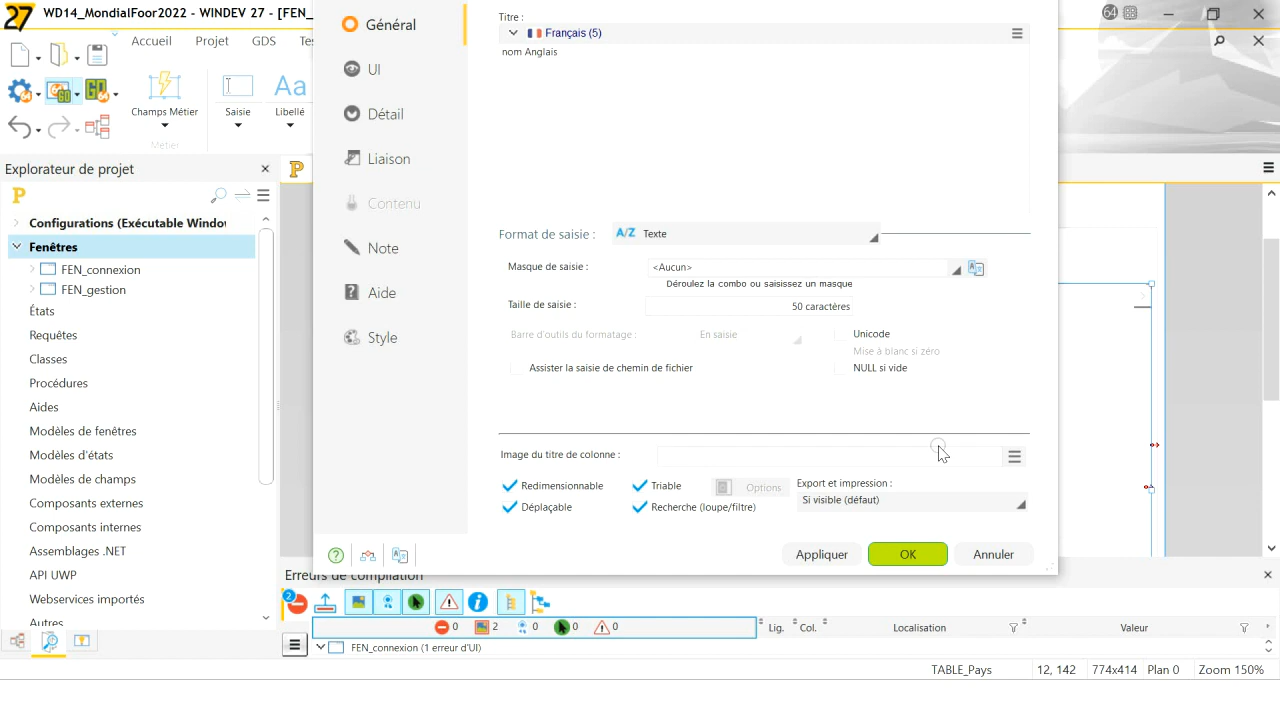 27 WD14_MondialFoor2022 - WINDEV 27 - [FEN_
64
Accueil Projet GDS
Champs Métier Saisie Libellé
Métier
Explorateur de projet
Configurations (Exécutable Windo
Fenêtres
FEN_connexion
FEN_gestion
États
Requêtes
Classes
Procédures
Aides
Modèles de fenêtres
Modèles d'états
Modèles de champs
Composants externes
Composants internes
Assemblages .NET
API UWP
Webservices importés
Autres
Général
UI
Détail
Liaison
Contenu
Note
Aide
Style
Titre :
Français (5)
nom Anglais
Format de saisie : A/Z Texte
Masque de saisie : <Aucun>
Déroulez la combo ou saisissez un masque
Taille de saisie : 50 caractères
Barre d'outils du formatage : En saisie
Unicode
Mise à blanc si zéro
Assister la saisie de chemin de fichier
NULL si vide
Image du titre de colonne :
Redimensionnable Triable Options
Export et impression :
Si visible (défaut)
Déplaçable Recherche (loupe/filtre)
Appliquer OK Annuler
Erreurs de compilation
2
0 2 0 0 0
Lig. Col. Localisation Valeur
FEN_connexion (1 erreur d'UI)
TABLE_Pays 12, 142 774x414 Plan 0 Zoom 150%